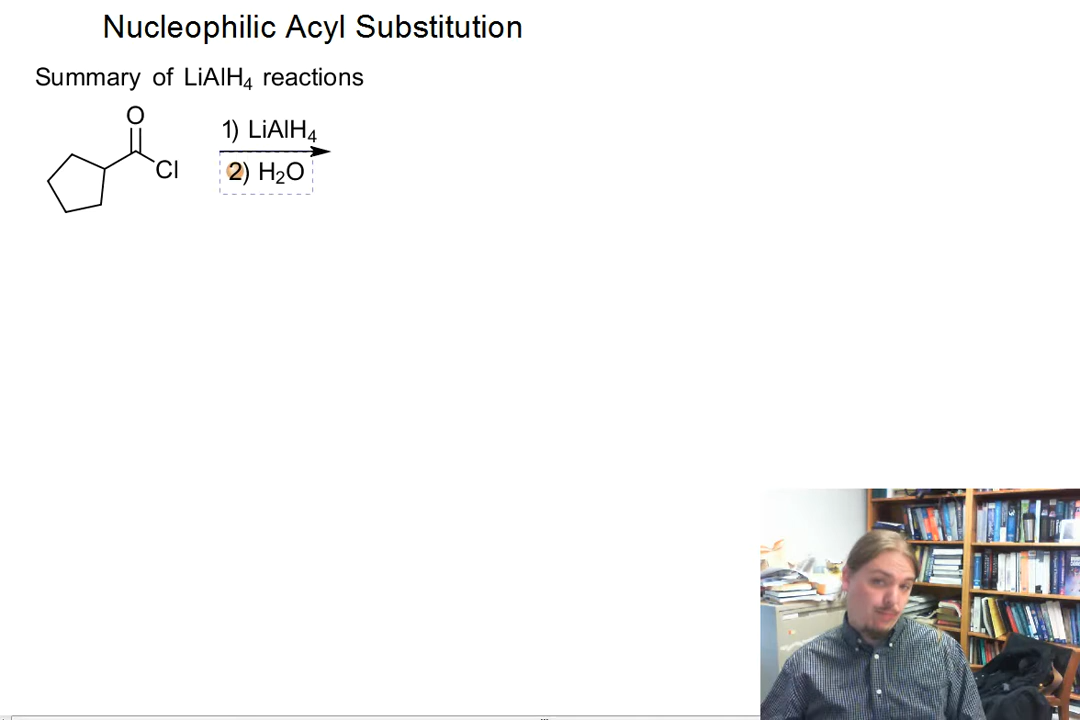 Nucleophilic Acyl Substitution
Summary of LiAlH₄ reactions
O
Cl
1) LiAlH₄
2) H₂O